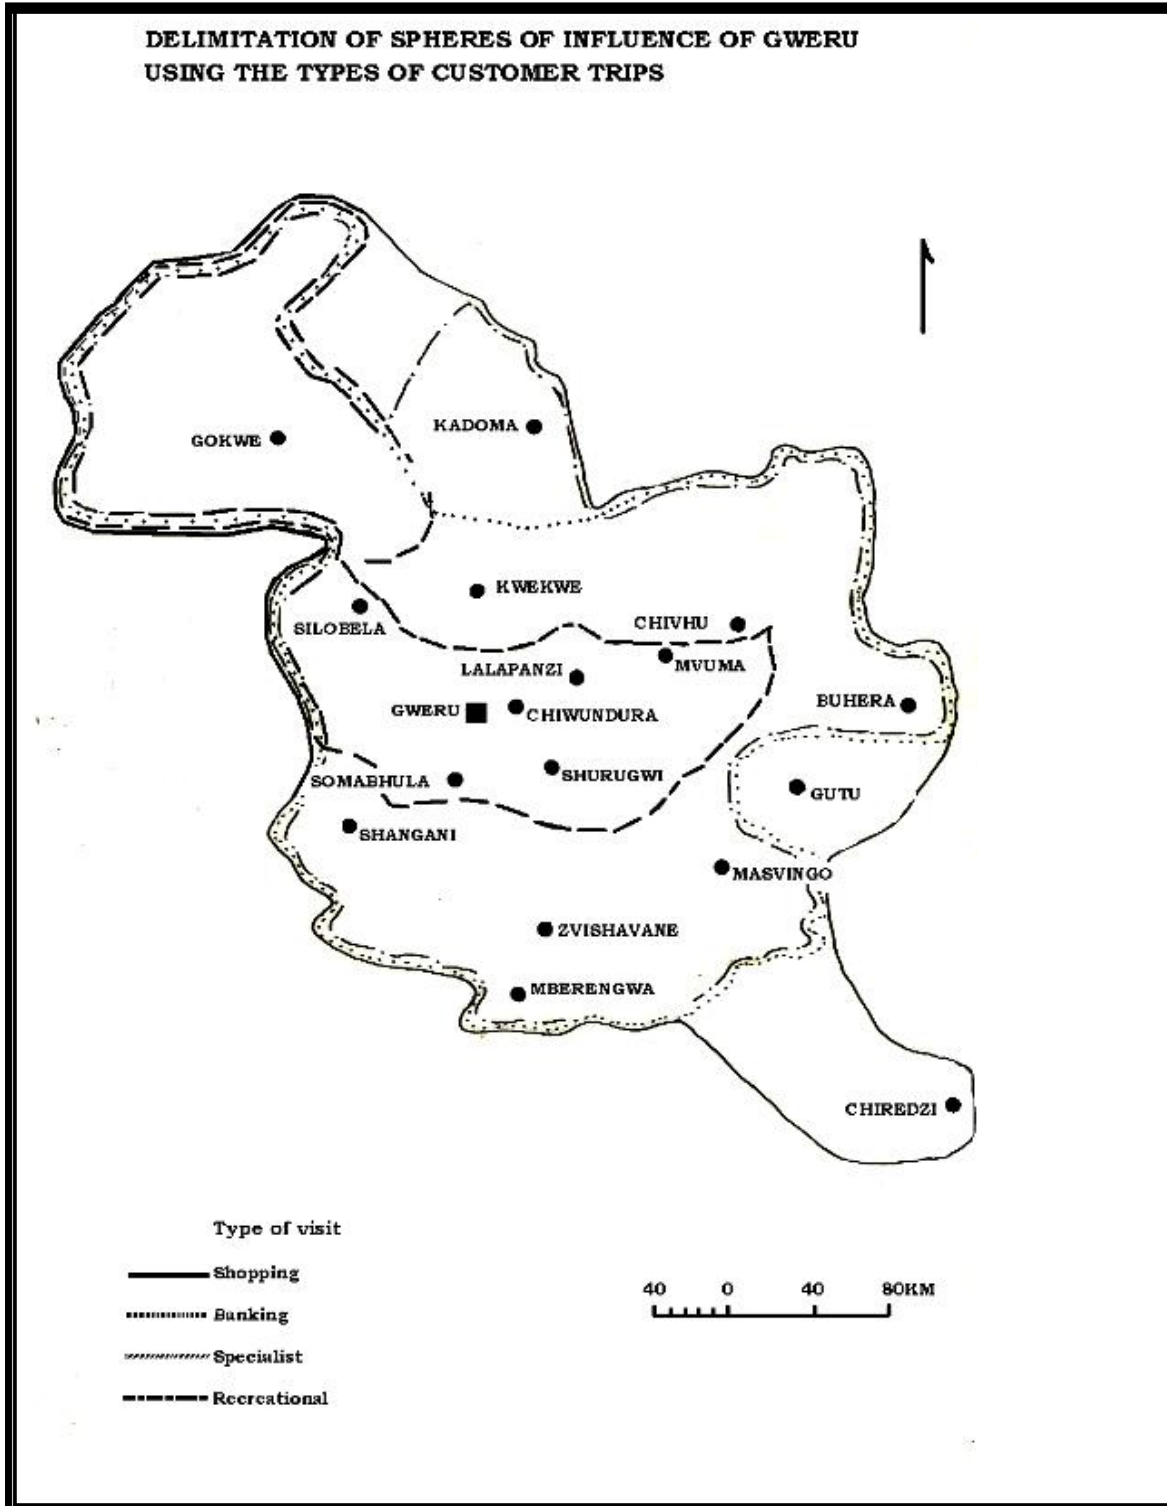 DELIMITATION OF SPHERES OF INFLUENCE OF GWERU
USING THE TYPES OF CUSTOMER TRIPS
GOKWE
KADOMA
KWEKWE
SILOBELA
CHIVHU
MVUMA
LALAPANZI
GWERU
CHIWUNDURA
BUHERA
SOMABHULA
SHURUGWI
GUTU
SHANGANI
MASVINGO
ZVISHAVANE
MBERENGWA
CHIREDZI
Type of visit
Shopping
Banking
Specialist
Recreational
40 0 40 80KM